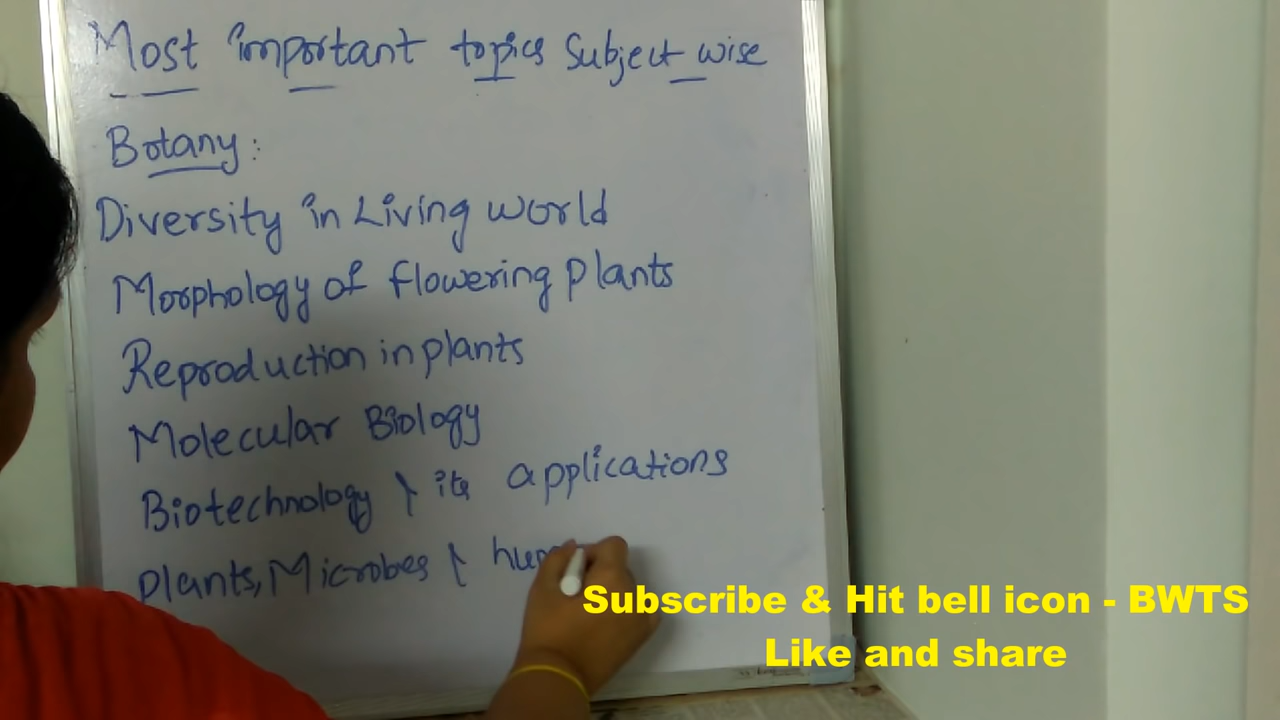 Most important topics Subject wise
Botany:
Diversity in Living world
Morphology of flowering plants
Reproduction in plants
Molecular Biology
Biotechnology & its applications
plants, Microbes &
Subscribe & Hit bell icon - BWTS
Like and share